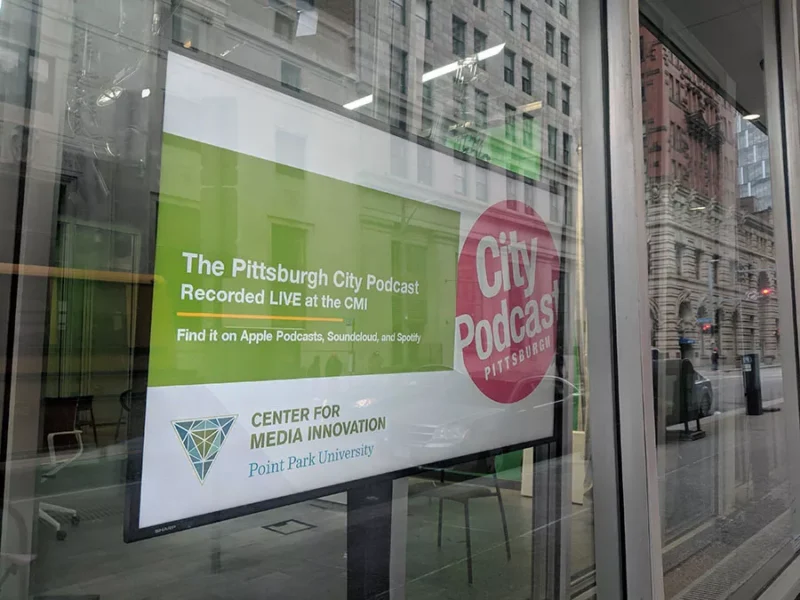 The Pittsburgh City Podcast
Recorded LIVE at the CMI
Find it on Apple Podcasts, Soundcloud, and Spotify
City
Podcast
PITTSBURGH
CENTER FOR
MEDIA INNOVATION
Point Park University
SHARP